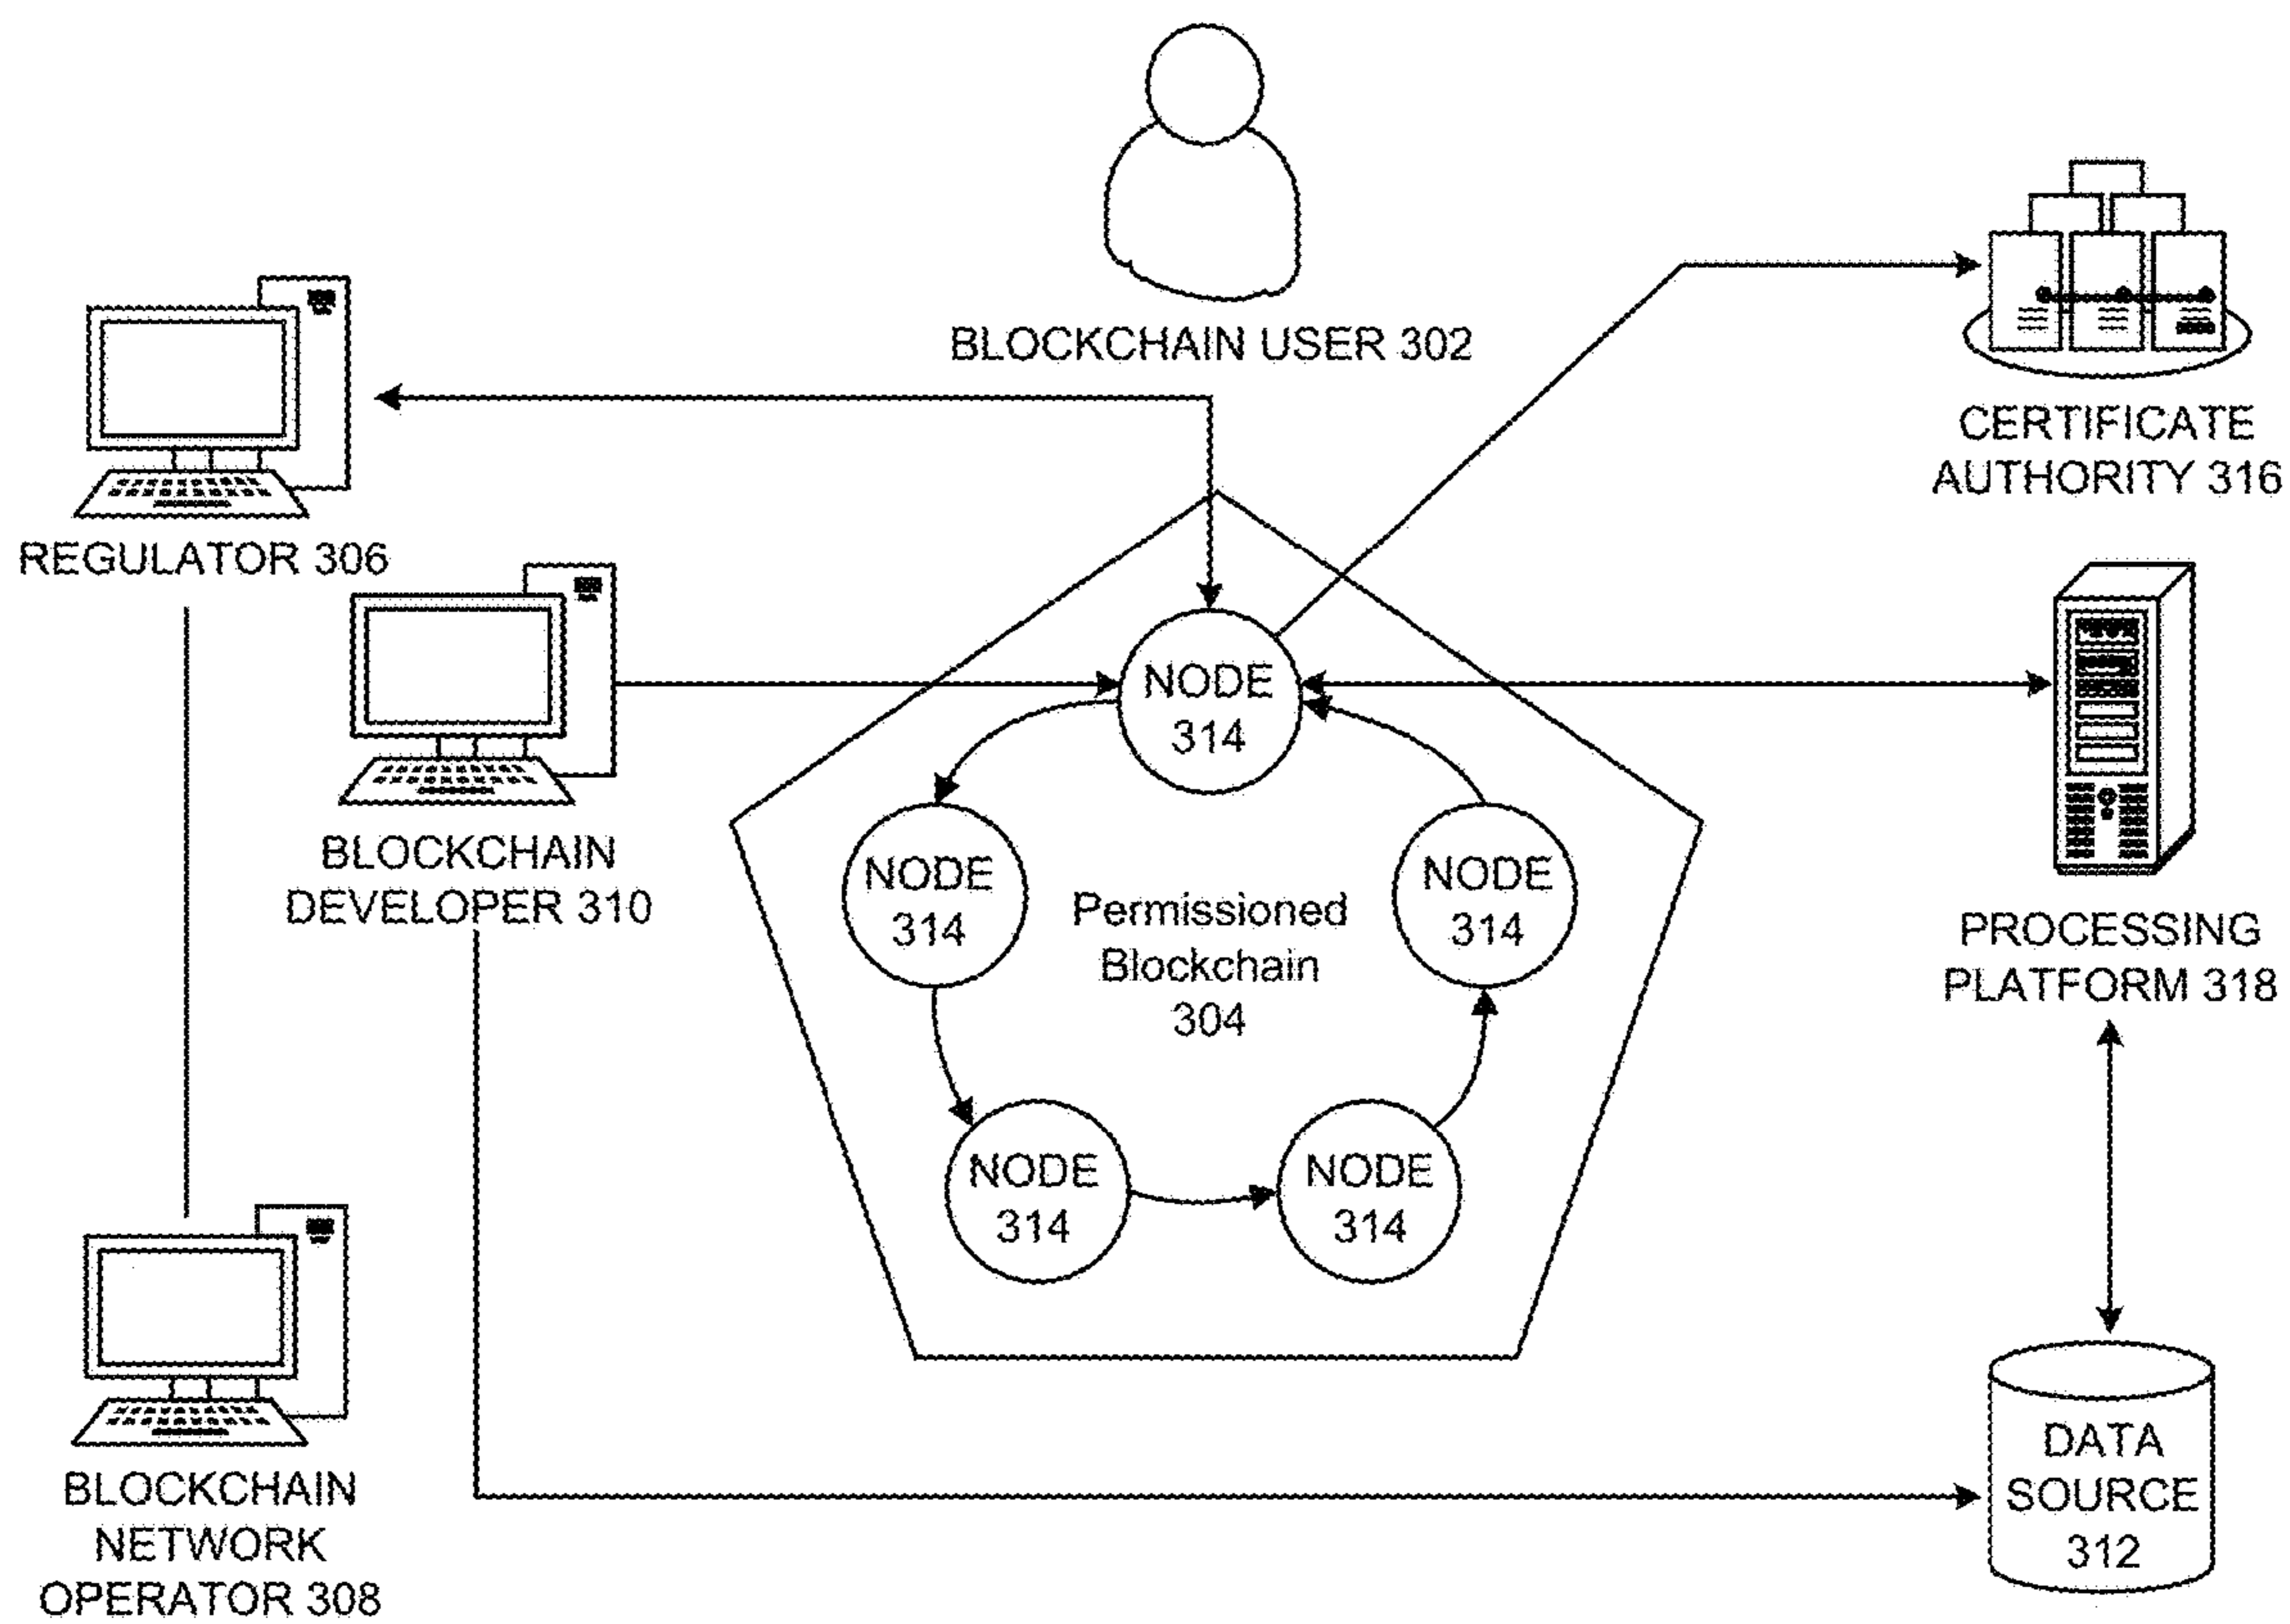 BLOCKCHAIN USER 302
CERTIFICATE
AUTHORITY 316
REGULATOR 306
NODE
314
BLOCKCHAIN
DEVELOPER 310
NODE
314
Permissioned
Blockchain
304
NODE
314
PROCESSING
PLATFORM 318
NODE
314
NODE
314
BLOCKCHAIN
NETWORK
OPERATOR 308
DATA
SOURCE
312